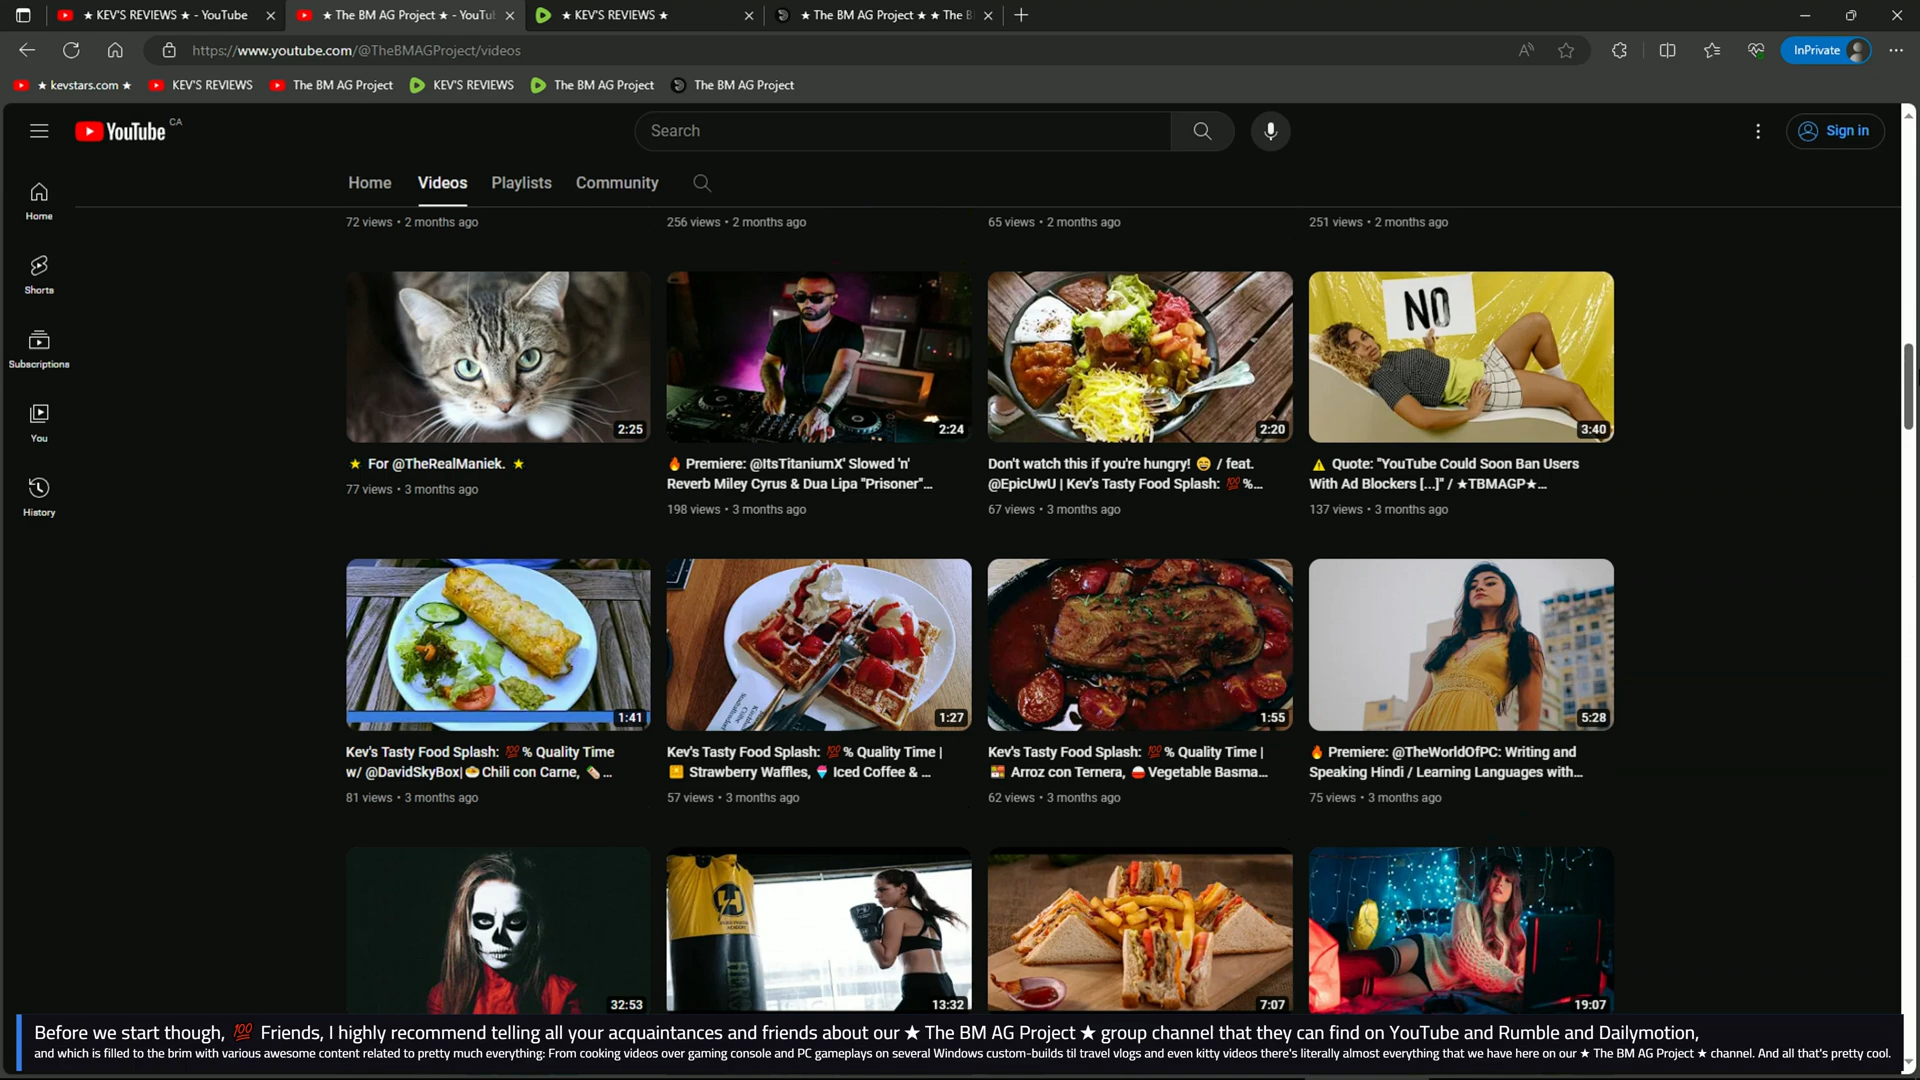 ★ KEV'S REVIEWS ★ - YouTube
★ The BM AG Project ★ - YouTu
★ KEV'S REVIEWS ★
★ The BM AG Project ★ ★ The B
https://www.youtube.com/@TheBMAGProject/videos
InPrivate
★ kevstars.com ★
KEV'S REVIEWS
The BM AG Project
KEV'S REVIEWS
The BM AG Project
The BM AG Project
YouTube CA
Search
Sign in
Home
Videos
Playlists
Community
Home
Shorts
Subscriptions
You
History
72 views • 2 months ago
256 views • 2 months ago
65 views • 2 months ago
251 views • 2 months ago
NO
2:25
2:24
2:20
3:40
★ For @TheRealManiek. ★
77 views • 3 months ago
🔥 Premiere: @ItsTitaniumX' Slowed 'n'
Reverb Miley Cyrus & Dua Lipa "Prisoner"...
198 views • 3 months ago
Don't watch this if you're hungry! 😄 / feat.
@EpicUwU | Kev's Tasty Food Splash: 💯%...
67 views • 3 months ago
⚠️ Quote: "YouTube Could Soon Ban Users
With Ad Blockers [...]" / ★TBMAGP★...
137 views • 3 months ago
1:41
1:27
1:55
5:28
Kev's Tasty Food Splash: 💯% Quality Time
w/ @DavidSkyBox|🍲Chili con Carne, 🌯...
81 views • 3 months ago
Kev's Tasty Food Splash: 💯% Quality Time |
🧇 Strawberry Waffles, 🍧 Iced Coffee & ...
57 views • 3 months ago
Kev's Tasty Food Splash: 💯% Quality Time |
🍱 Arroz con Ternera, 🍚Vegetable Basma...
62 views • 3 months ago
🔥 Premiere: @TheWorldOfPC: Writing and
Speaking Hindi / Learning Languages with...
75 views • 3 months ago
HERO
32:53
13:32
7:07
19:07
Before we start though, 💯 Friends, I highly recommend telling all your acquaintances and friends about our ★ The BM AG Project ★ group channel that they can find on YouTube and Rumble and Dailymotion,
and which is filled to the brim with various awesome content related to pretty much everything: From cooking videos over gaming console and PC gameplays on several Windows custom-builds til travel vlogs and even kitty videos there's literally almost everything that we have here on our ★ The BM AG Project ★ channel. And all that's pretty cool.